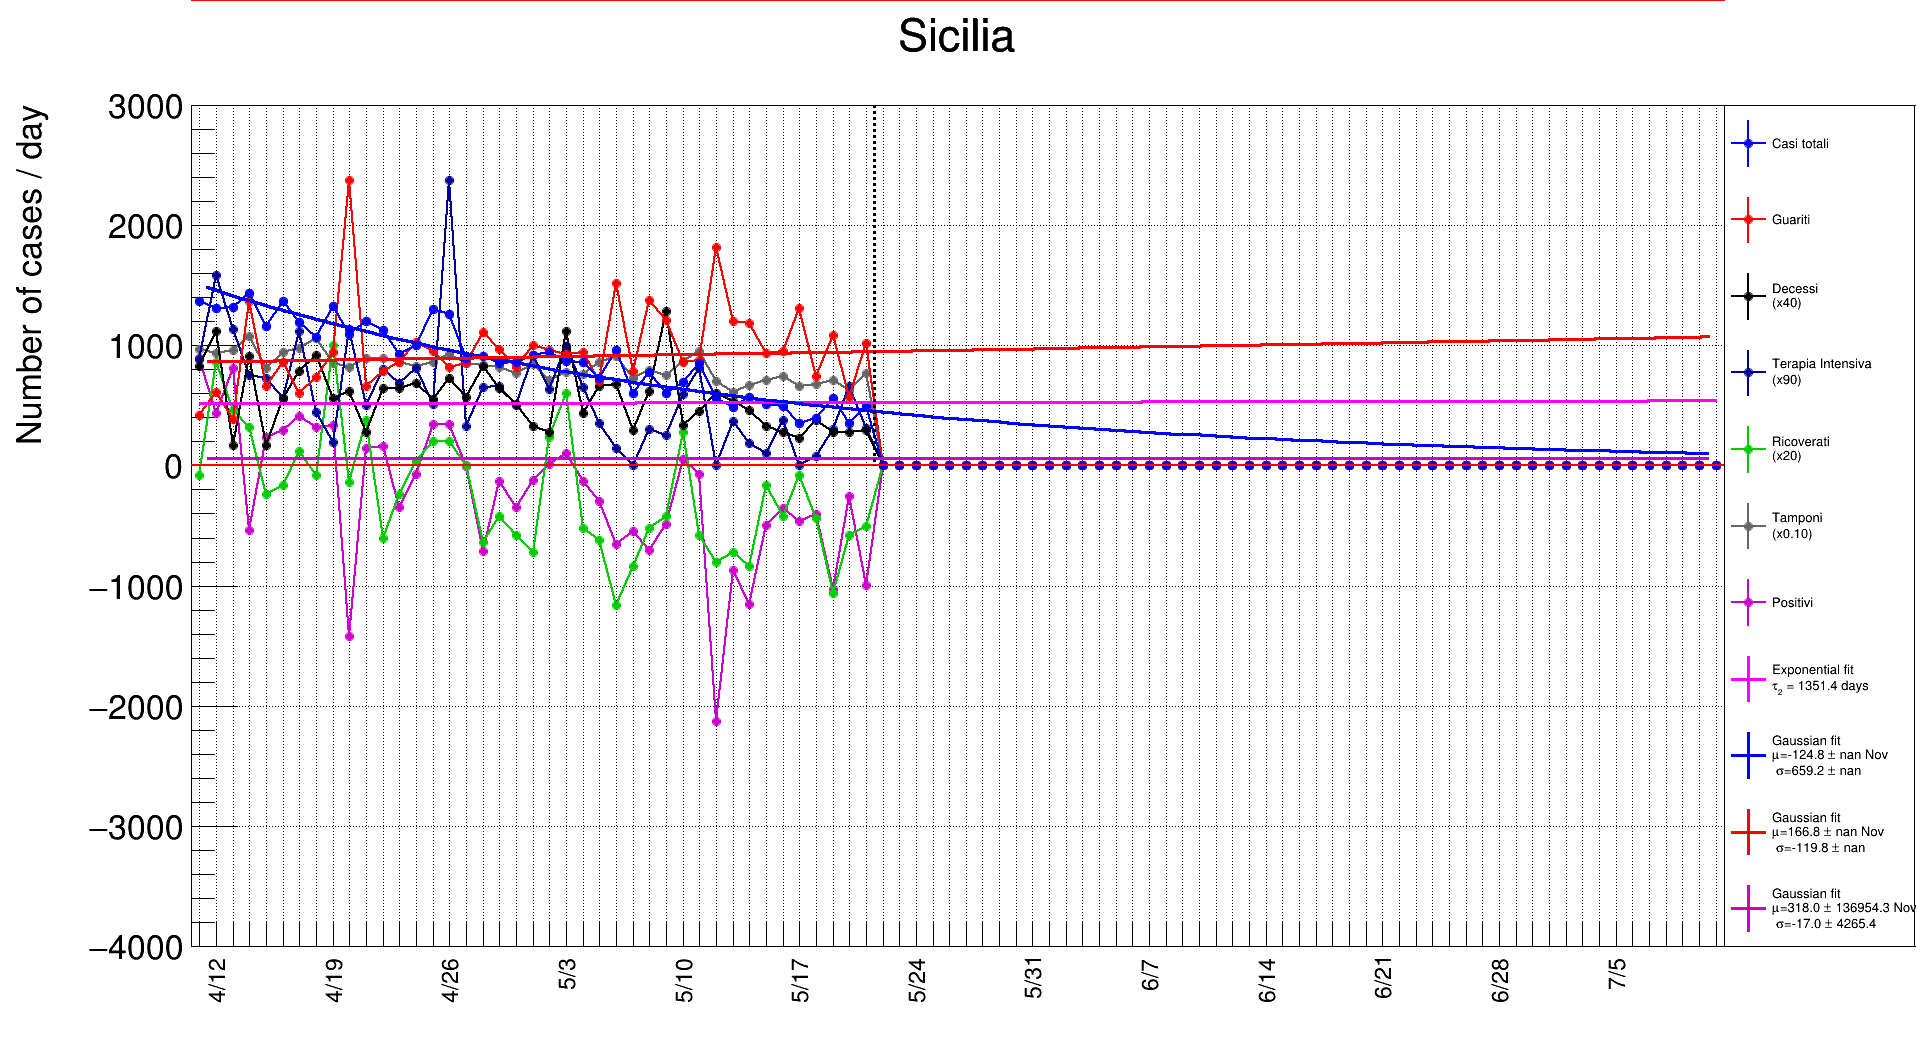 Sicilia
Number of cases / day
3000
2000
1000
0
−1000
−2000
−3000
−4000
4/12
4/19
4/26
5/3
5/10
5/17
5/24
5/31
6/7
6/14
6/21
6/28
7/5
Casi totali
Guariti
Decessi
(x40)
Terapia Intensiva
(x90)
Ricoverati
(x20)
Tamponi
(x0.10)
Positivi
Exponential fit
τ2 = 1351.4 days
Gaussian fit
μ=-124.8 ± nan Nov
σ=659.2 ± nan
Gaussian fit
μ=166.8 ± nan Nov
σ=-119.8 ± nan
Gaussian fit
μ=318.0 ± 136954.3 Nov
σ=-17.0 ± 4265.4